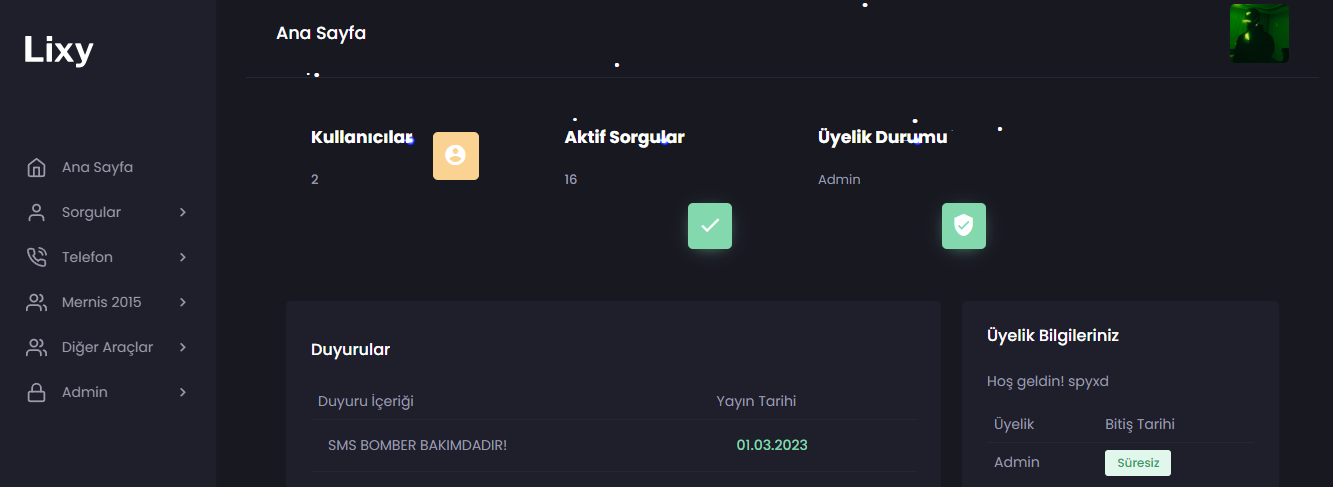 Lixy
Ana Sayfa
Ana Sayfa
Sorgular
Telefon
Mernis 2015
Diğer Araçlar
Admin
Kullanıcılar
2
Aktif Sorgular
16
Üyelik Durumu
Admin
Duyurular
Duyuru İçeriği Yayın Tarihi
SMS BOMBER BAKIMDADIR! 01.03.2023
Üyelik Bilgileriniz
Hoş geldin! spyxd
Üyelik Bitiş Tarihi
Admin Süresiz